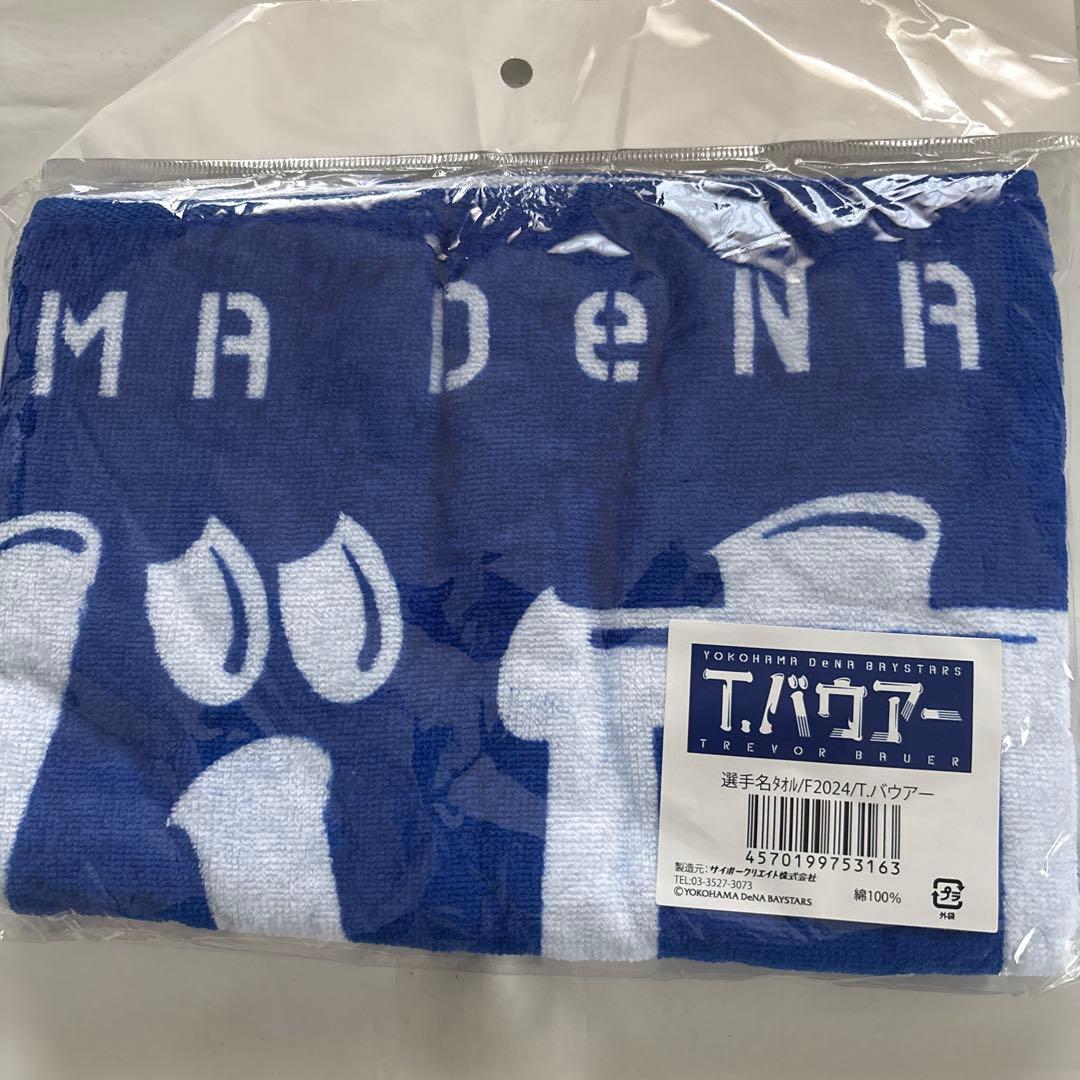 MA DeNA
YOKOHAMA DeNA BAYSTARS
T.バウアー
TREVOR BAUER
選手名ﾀｵﾙ/F2024/T.バウアー
4570199753163
製造元：サイボークリエイト株式会社
TEL:03-3527-3073
©YOKOHAMA DeNA BAYSTARS
綿100%
プラ
外袋